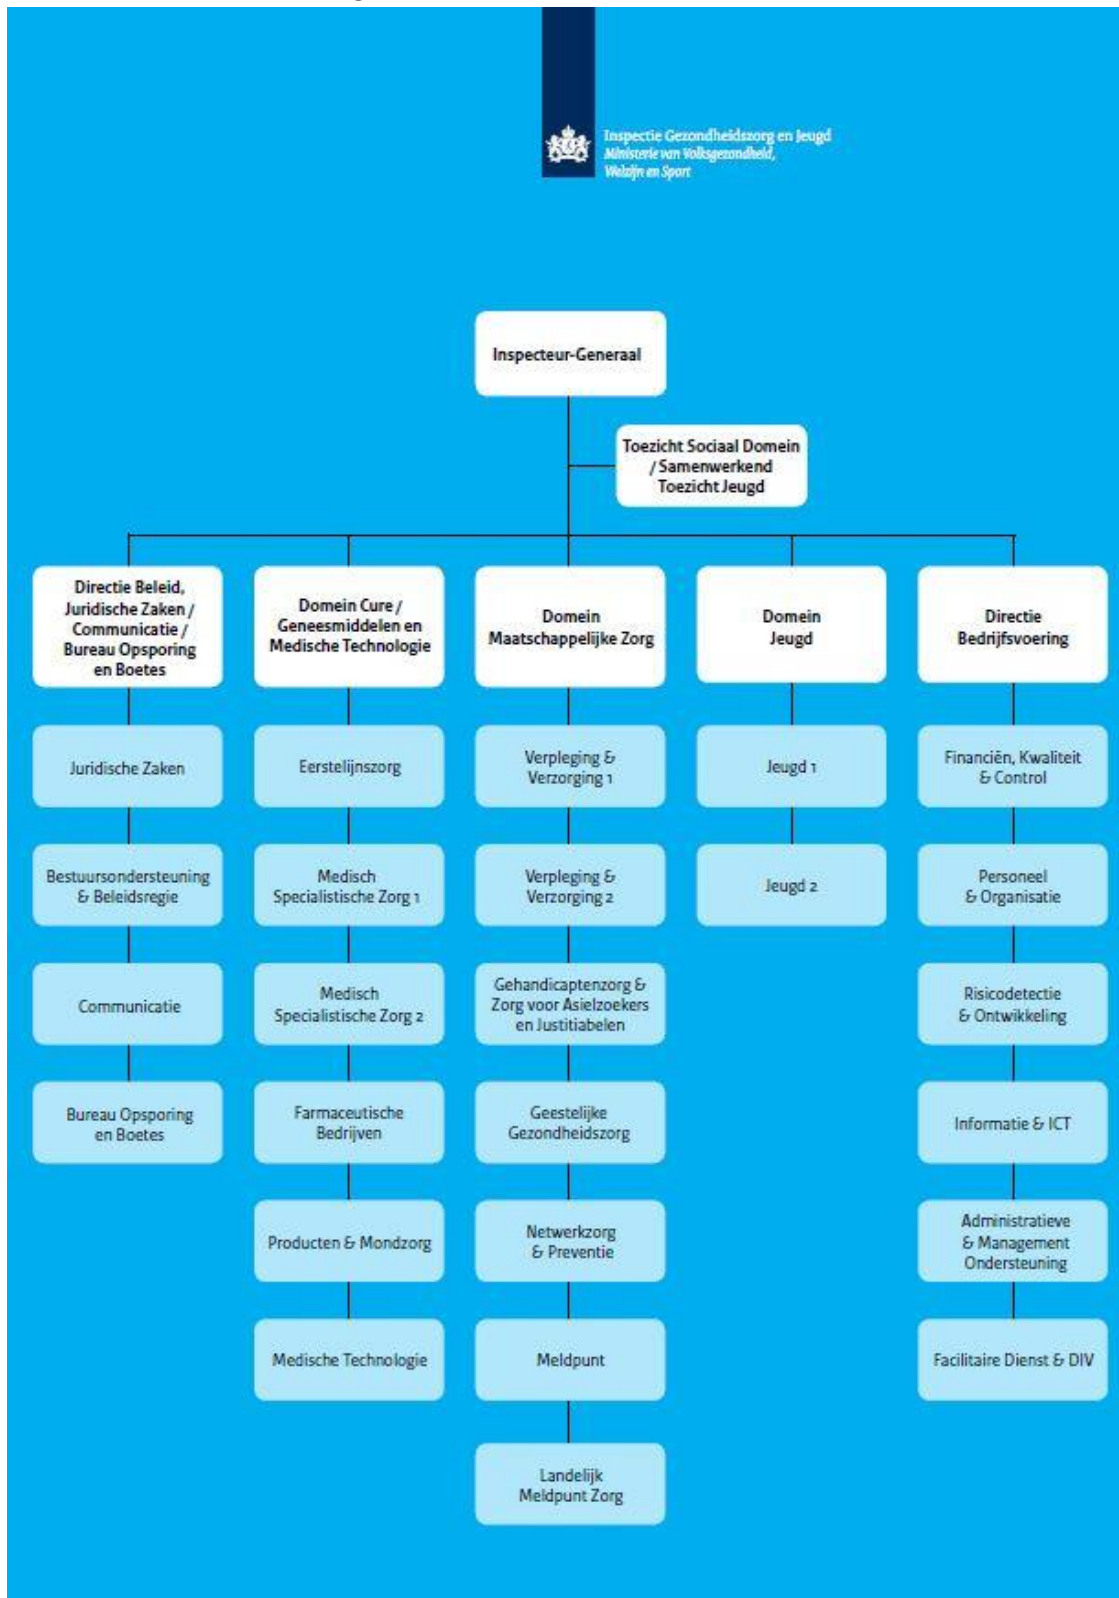 Inspectie Gezondheidszorg en Jeugd
Ministerie van Volksgezondheid,
Welzijn en Sport
Inspecteur-Generaal
Toezicht Sociaal Domein
/ Samenwerkend
Toezicht Jeugd
Directie Beleid,
Juridische Zaken /
Communicatie /
Bureau Opsporing
en Boetes
Domein Cure /
Geneesmiddelen en
Medische Technologie
Domein
Maatschappelijke Zorg
Domein
Jeugd
Directie
Bedrijfsvoering
Juridische Zaken
Bestuursondersteuning
& Beleidsregie
Communicatie
Bureau Opsporing
en Boetes
Eerstelijnszorg
Medisch
Specialistische Zorg 1
Medisch
Specialistische Zorg 2
Farmaceutische
Bedrijven
Producten & Mondzorg
Medische Technologie
Verpleging &
Verzorging 1
Verpleging &
Verzorging 2
Gehandicaptenzorg &
Zorg voor Asielzoekers
en Justitiabelen
Geestelijke
Gezondheidszorg
Netwerkzorg
& Preventie
Meldpunt
Landelijk
Meldpunt Zorg
Jeugd 1
Jeugd 2
Financiën, Kwaliteit
& Control
Personeel
& Organisatie
Risicodetectie
& Ontwikkeling
Informatie & ICT
Administratieve
& Management
Ondersteuning
Facilitaire Dienst & DIV